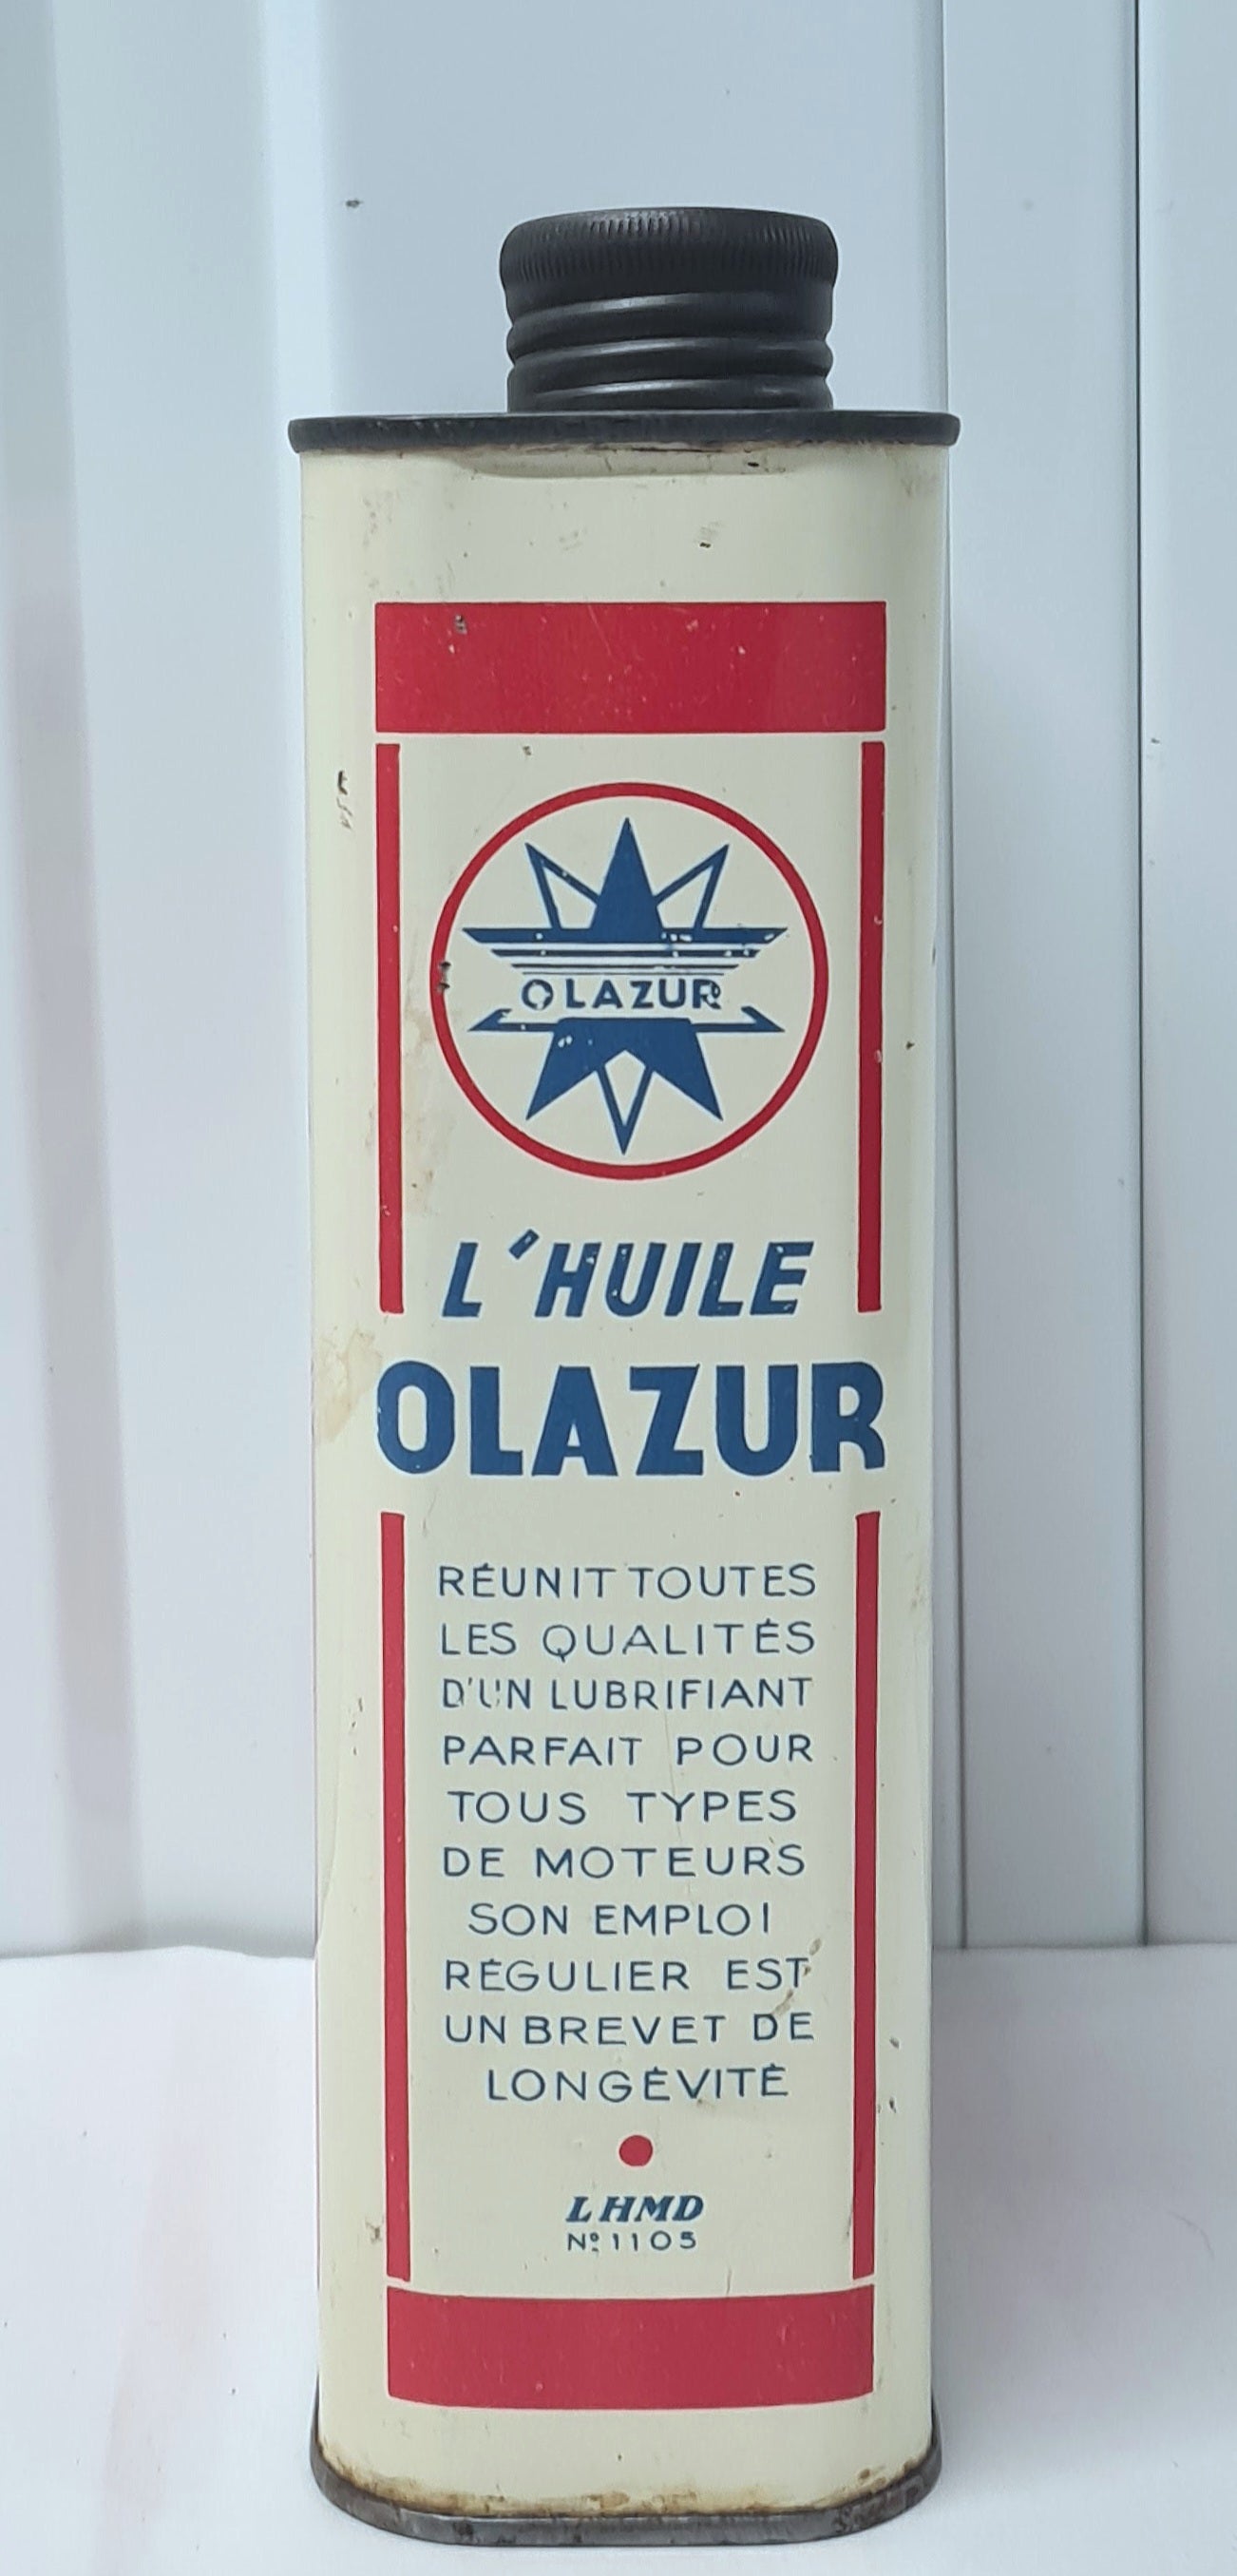 OLAZUR
L'HUILE
OLAZUR
RÉUNIT TOUTES
LES QUALITÉS
D'UN LUBRIFIANT
PARFAIT POUR
TOUS TYPES
DE MOTEURS
SON EMPLOI
RÉGULIER EST
UN BREVET DE
LONGÉVITÉ
LHMD
Nº 1105